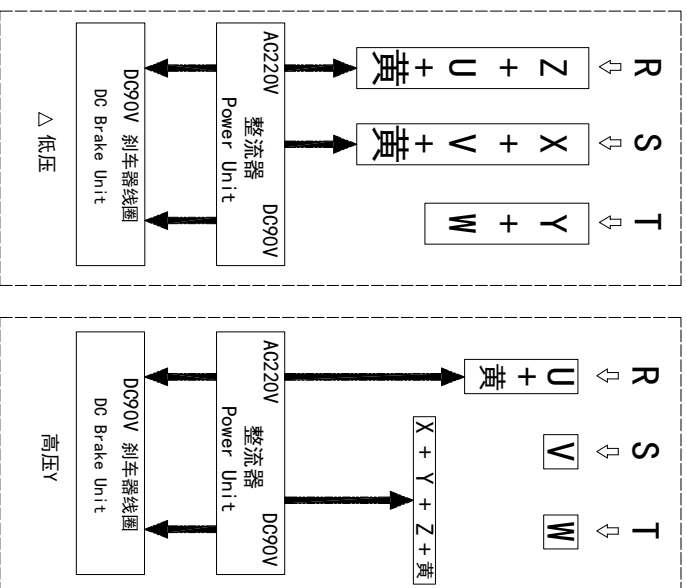 R S T
Z + U + 黄
X + V + 黄
Y + W
AC220V 整流器 DC90V
Power Unit
DC90V 刹车器线圈
DC Brake Unit
△ 低压
R S T
U + 黄
V
W
X + Y + Z + 黄
AC220V 整流器 DC90V
Power Unit
DC90V 刹车器线圈
DC Brake Unit
高压Y